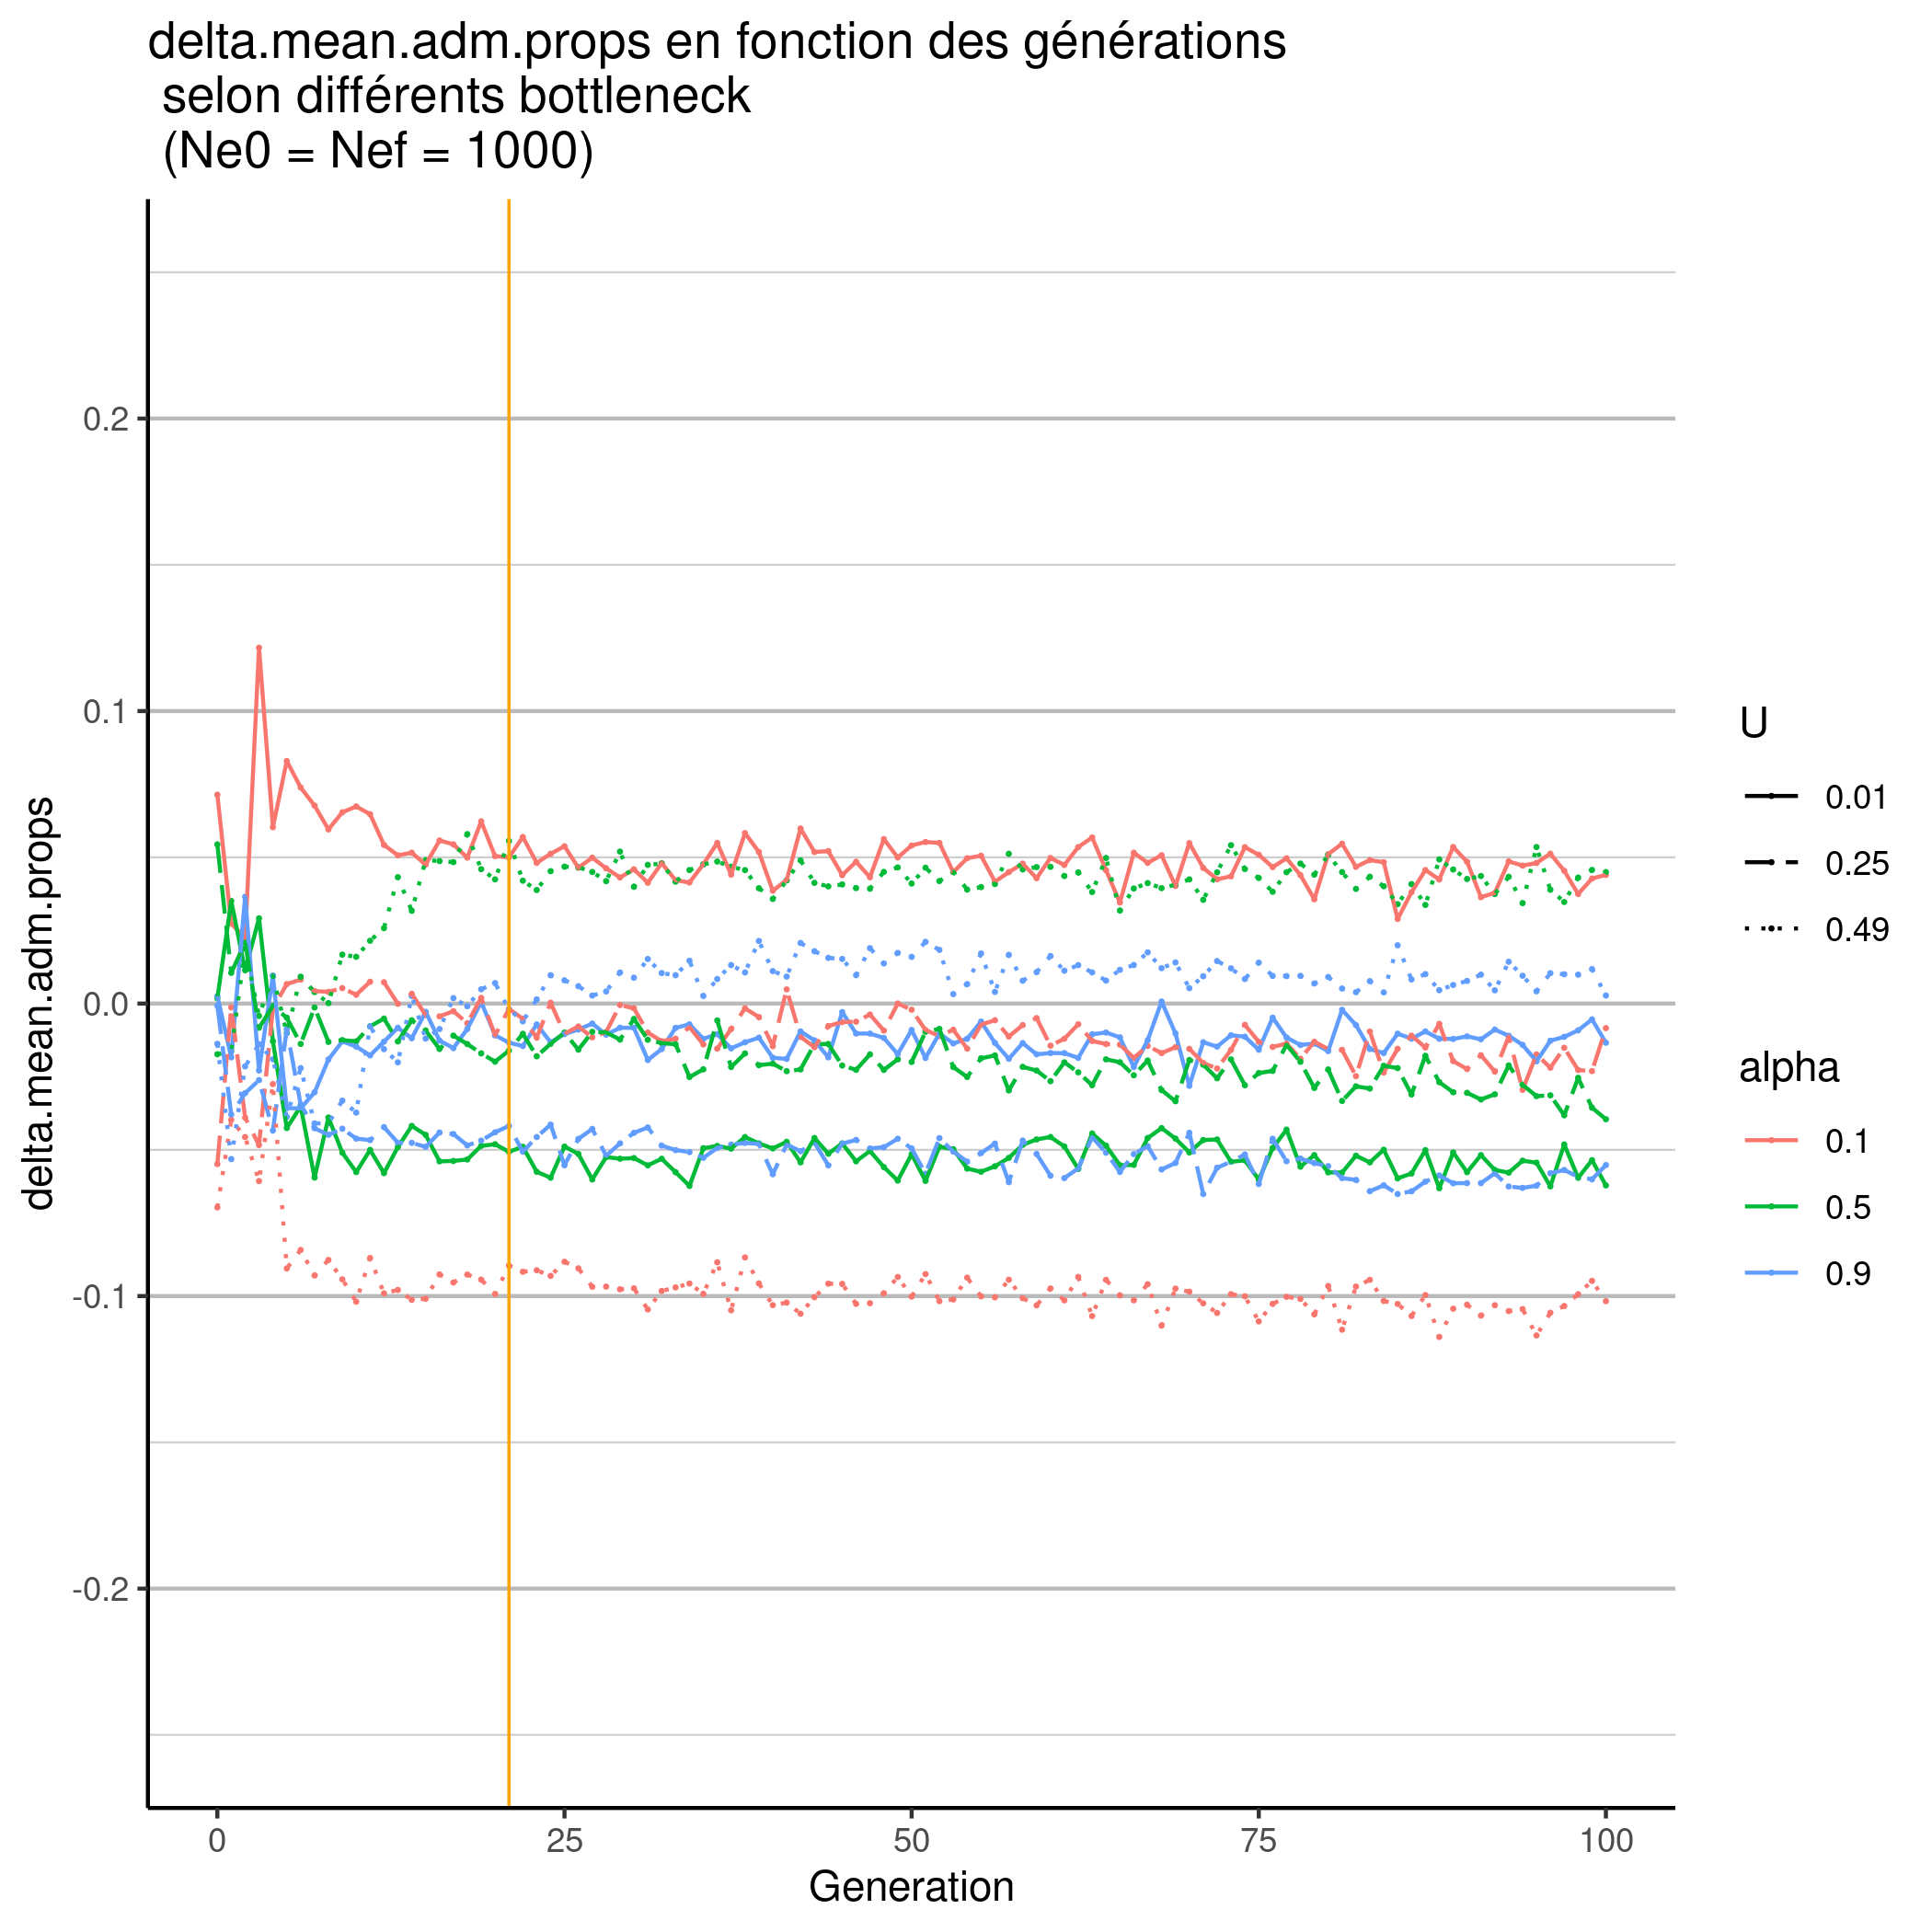 delta.mean.adm.props en fonction des générations
selon différents bottleneck
(Ne0 = Nef = 1000)
delta.mean.adm.props
0.2
0.1
0.0
-0.1
-0.2
0
25
50
75
100
Generation
U
0.01
0.25
0.49
alpha
0.1
0.5
0.9